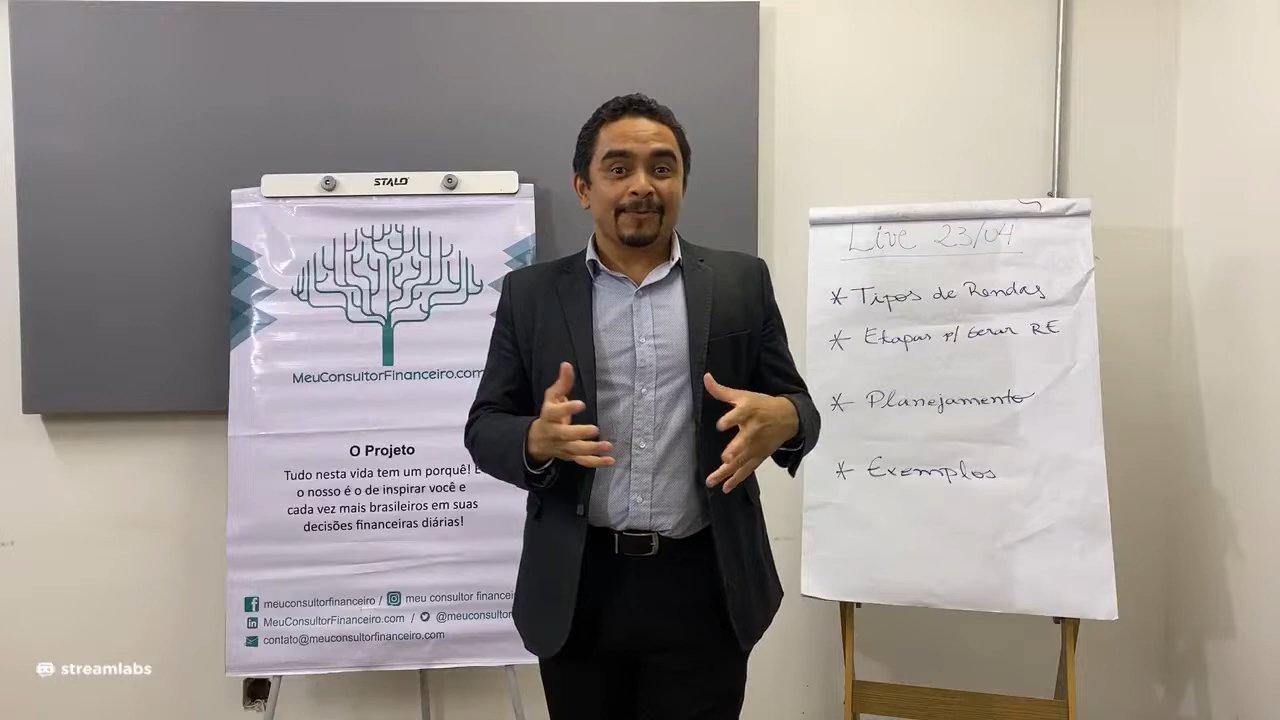 STALO
MeuConsultorFinanceiro.com
O Projeto
Tudo nesta vida tem um porquê! E
o nosso é o de inspirar você e
cada vez mais brasileiros em suas
decisões financeiras diárias!
meuconsultorfinanceiro / meu consultor financei
MeuConsultorFinanceiro.com / @meuconsultor
contato@meuconsultorfinanceiro.com
streamlabs
Live 23/04
* Tipos de Rendas
* Etapas p/ Gerar RE
* Planejamento
* Exemplos